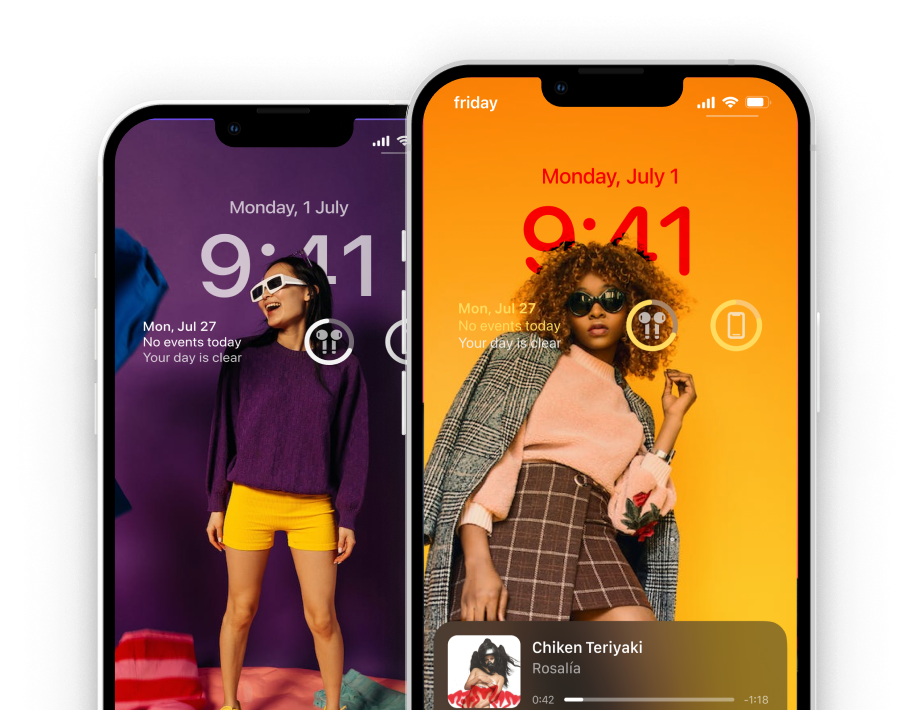 Monday, 1 July
9:41
Mon, Jul 27
No events today
Your day is clear
friday
Monday, July 1
9:41
Mon, Jul 27
No events today
Your day is clear
Chiken Teriyaki
Rosalía
0:42
-1:18